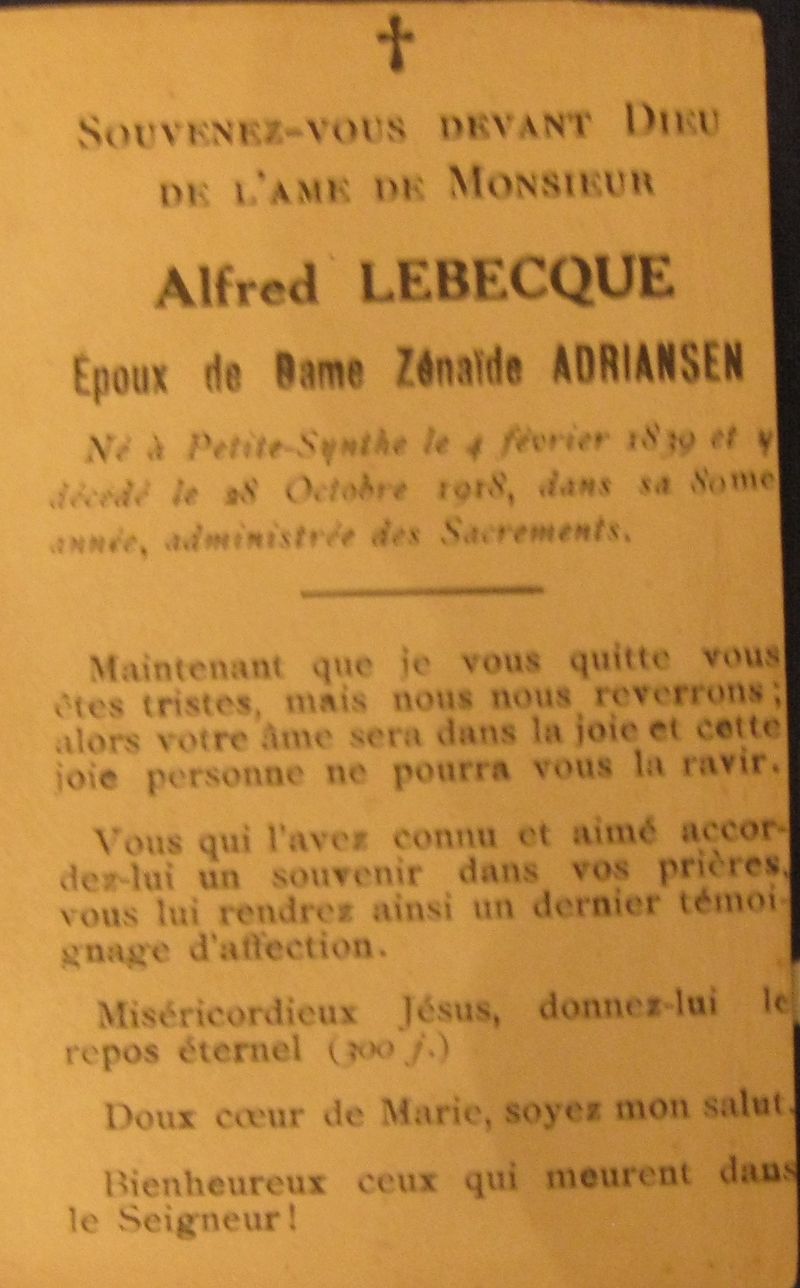 Souvenez-vous devant Dieu
de l'ame de Monsieur
Alfred LEBECQUE
Epoux de Dame Zénaïde ADRIANSEN
Né à Petite-Synthe le 4 février 1839 et y
décédé le 28 Octobre 1918, dans sa 80me
année, administrée des Sacrements.
Maintenant que je vous quitte vous
êtes tristes, mais nous nous reverrons ;
alors votre âme sera dans la joie et cette
joie personne ne pourra vous la ravir.
Vous qui l'avez connu et aimé accor-
dez-lui un souvenir dans vos prières,
vous lui rendrez ainsi un dernier témoi-
gnage d'affection.
Miséricordieux Jésus, donnez-lui le
repos éternel (300 j.)
Doux cœur de Marie, soyez mon salut.
Bienheureux ceux qui meurent dans
le Seigneur!